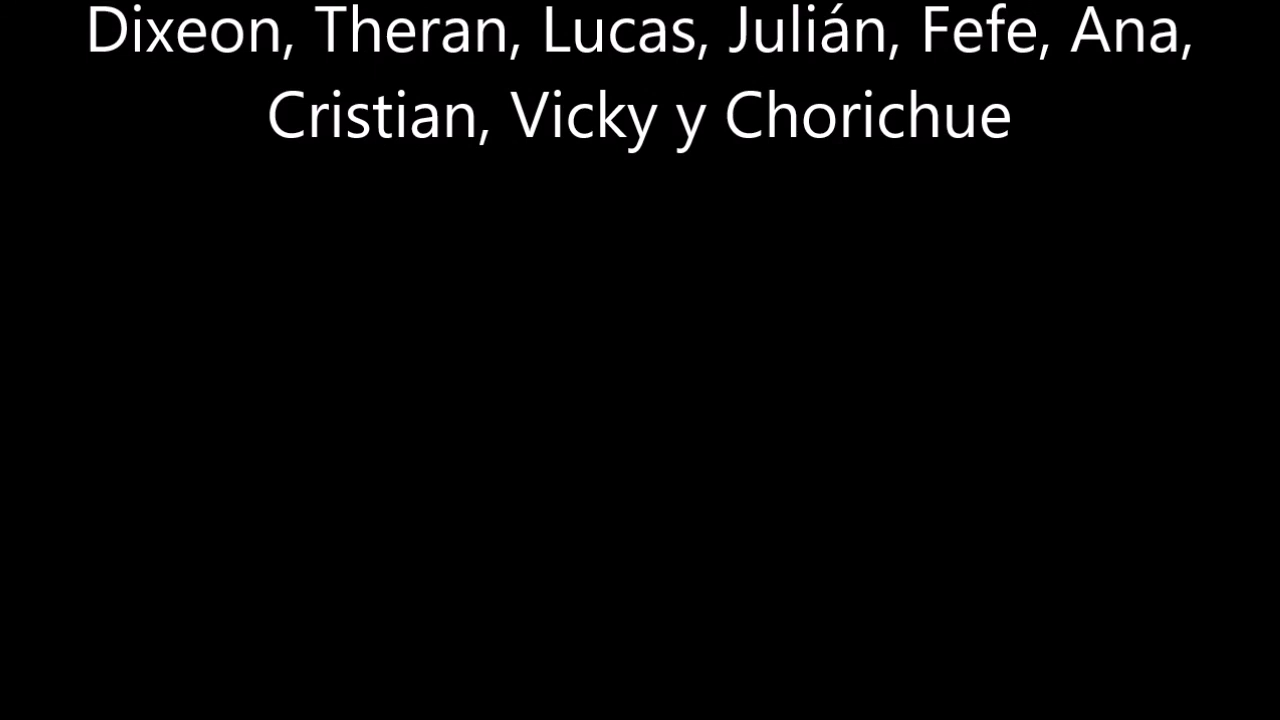 Dixeon, Theran, Lucas, Julián, Fefe, Ana,
Cristian, Vicky y Chorichue